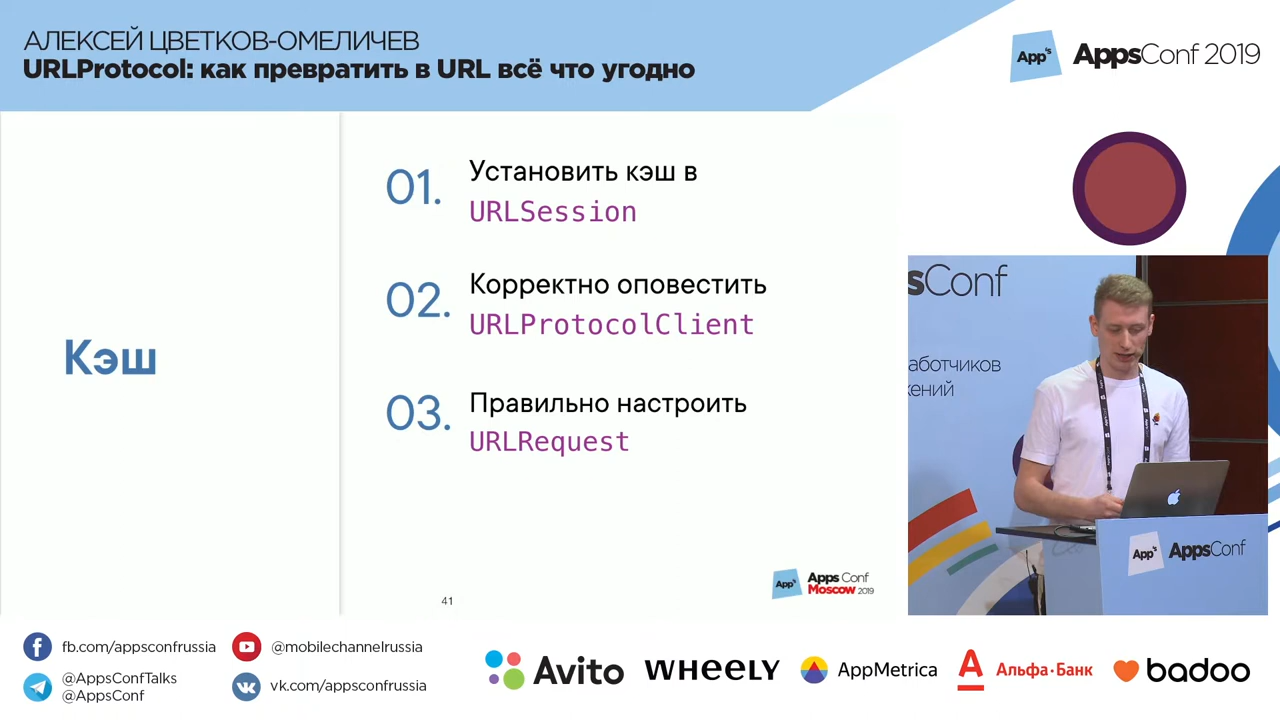 АЛЕКСЕЙ ЦВЕТКОВ-ОМЕЛИЧЕВ
URLProtocol: как превратить в URL всё что угодно
App's
AppsConf 2019
Кэш
01.
Установить кэш в
URLSession
02.
Корректно оповестить
URLProtocolClient
03.
Правильно настроить
URLRequest
41
App's
Apps Conf
Moscow 2019
sConf
аботчиков
жений
App's
AppsConf
fb.com/appsconfrussia
@mobilechannelrussia
@AppsConfTalks
@AppsConf
vk.com/appsconfrussia
Avito
WHEELY
AppMetrica
А
Альфа·Банк
badoo